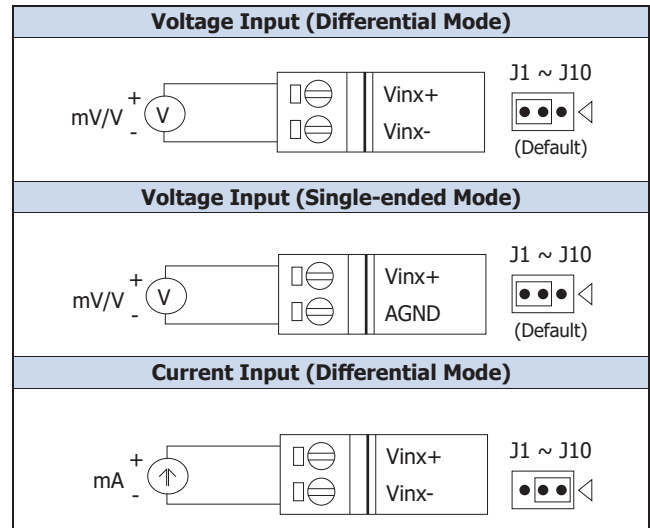 Voltage Input (Differential Mode)
J1 ~ J10
+
mV/V
V
-
Vinx+
Vinx-
(Default)
Voltage Input (Single-ended Mode)
J1 ~ J10
+
mV/V
V
-
Vinx+
AGND
(Default)
Current Input (Differential Mode)
J1 ~ J10
+
mA
-
Vinx+
Vinx-